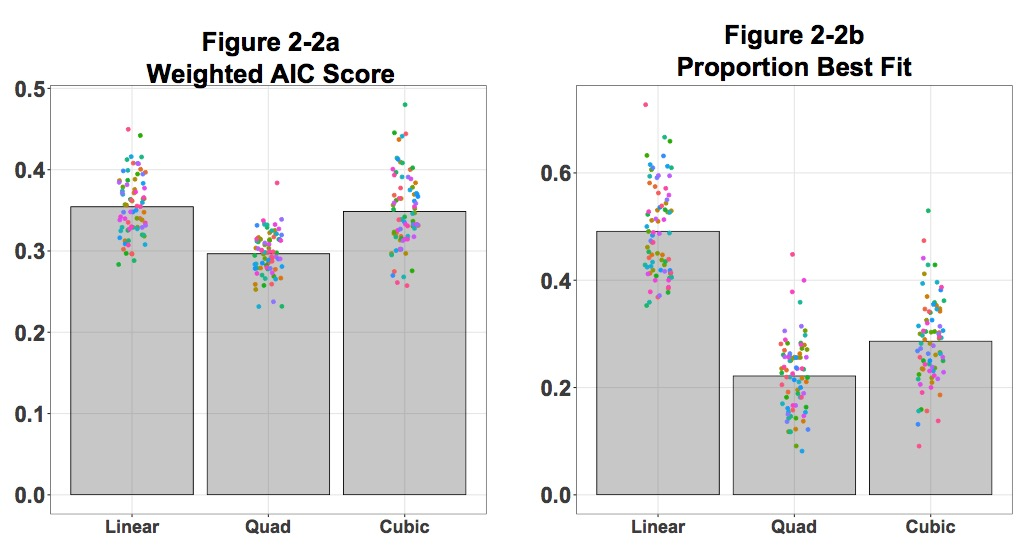 Figure 2-2a
Weighted AIC Score
0.5
0.4
0.3
0.2
0.1
0.0
Linear Quad Cubic
Figure 2-2b
Proportion Best Fit
0.6
0.4
0.2
0.0
Linear Quad Cubic